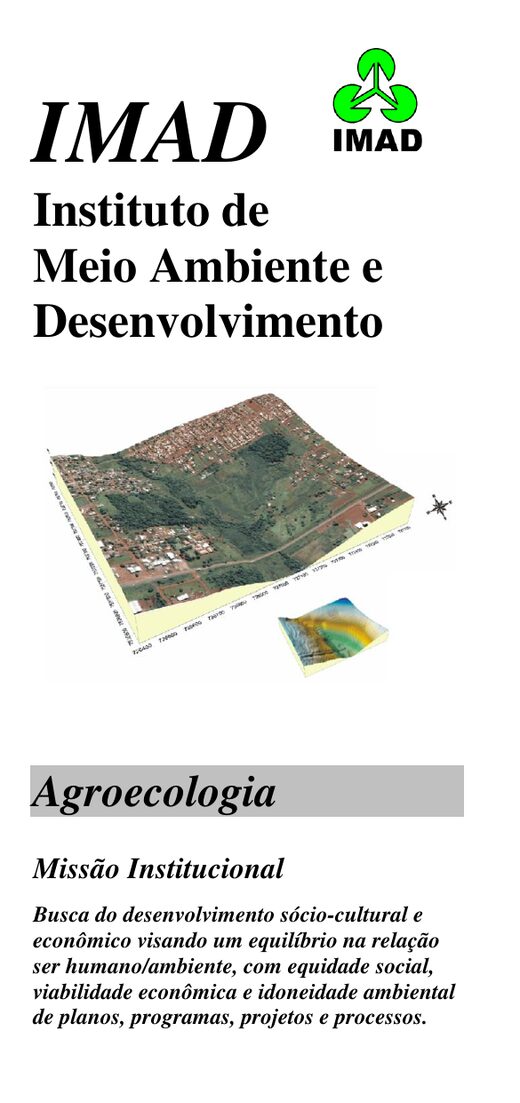 IMAD
IMAD
Instituto de
Meio Ambiente e
Desenvolvimento
Agroecologia
Missão Institucional
Busca do desenvolvimento sócio-cultural e
econômico visando um equilíbrio na relação
ser humano/ambiente, com equidade social,
viabilidade econômica e idoneidade ambiental
de planos, programas, projetos e processos.